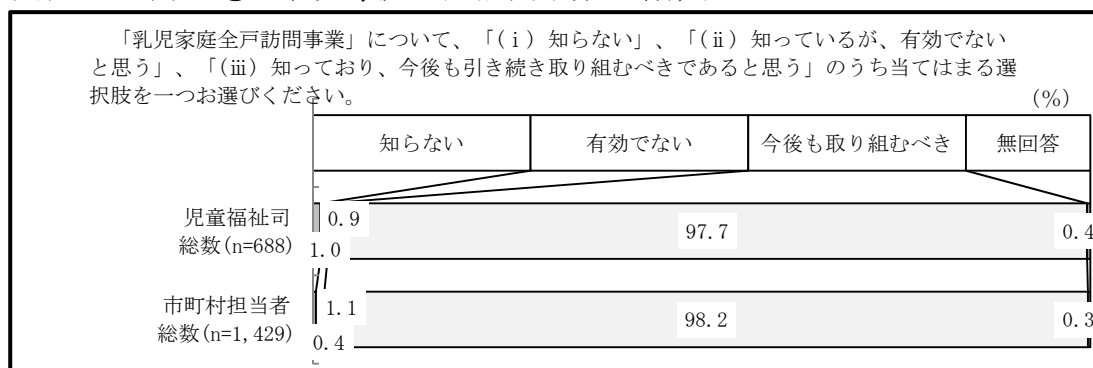 「乳児家庭全戸訪問事業」について、「(ⅰ) 知らない」、「(ⅱ) 知っているが、有効でない
と思う」、「(ⅲ) 知っており、今後も引き続き取り組むべきであると思う」のうち当てはまる選
択肢を一つお選びください。
(%)
知らない 有効でない 今後も取り組むべき 無回答
児童福祉司
総数(n=688)
1.0 0.9 97.7 0.4
市町村担当者
総数(n=1,429)
0.4 1.1 98.2 0.3